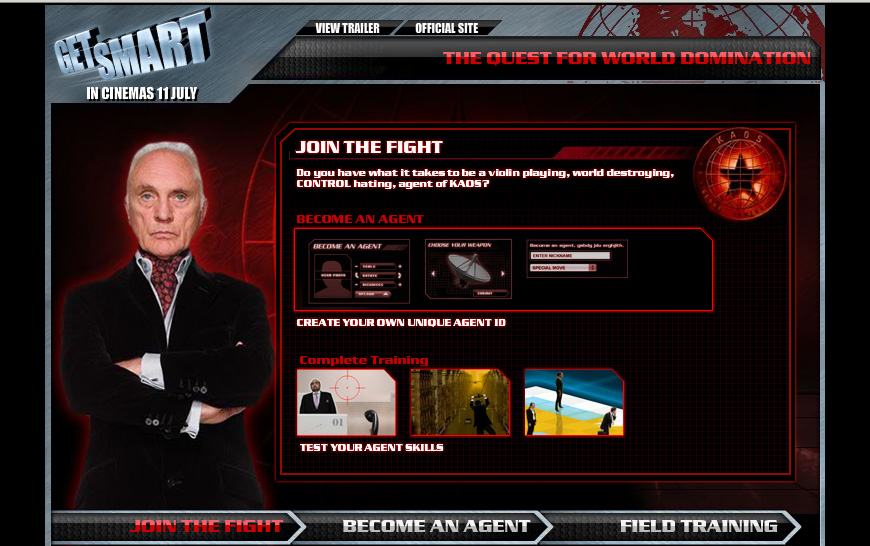 GET SMART
IN CINEMAS 11 JULY
VIEW TRAILER
OFFICIAL SITE
THE QUEST FOR WORLD DOMINATION
JOIN THE FIGHT
Do you have what it takes to be a violin playing, world destroying,
CONTROL hating, agent of KAOS?
KAOS
BECOME AN AGENT
BECOME AN AGENT
CHOOSE YOUR WEAPON
Become an agent,
ENTER NICKNAME
SPECIAL MOVE
CREATE YOUR OWN UNIQUE AGENT ID
Complete Training
01
TEST YOUR AGENT SKILLS
JOIN THE FIGHT
BECOME AN AGENT
FIELD TRAINING